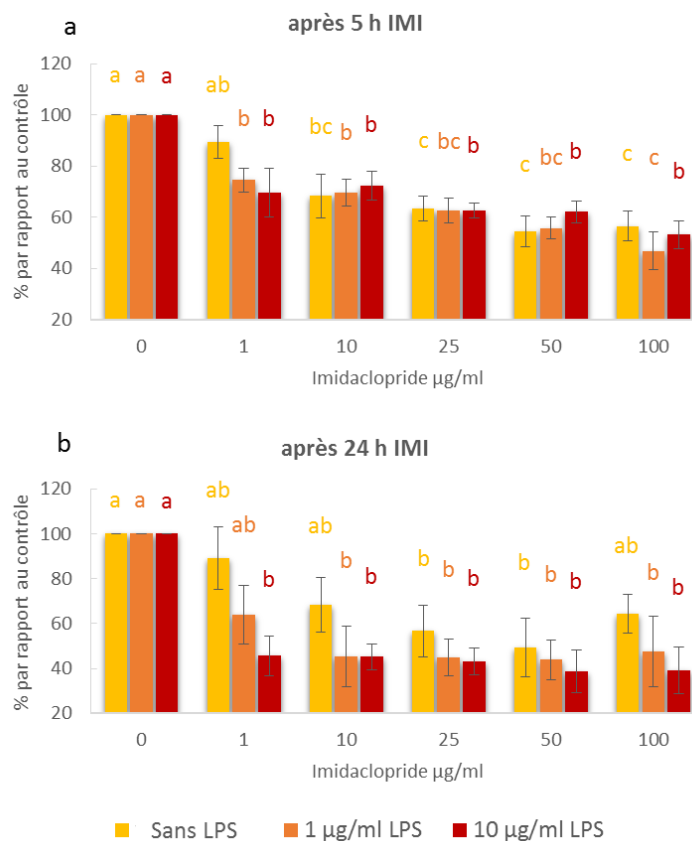 a
après 5 h IMI
% par rapport au contrôle
120
100
80
60
40
20
a a a
ab b b
bc b b
c bc b
c bc b
c c b
0 1 10 25 50 100
Imidaclopride µg/ml
b
après 24 h IMI
% par rapport au contrôle
120
100
80
60
40
20
a a a
ab ab b
ab b b
b b b
b b b
ab b b
0 1 10 25 50 100
Imidaclopride µg/ml
Sans LPS 1 µg/ml LPS 10 µg/ml LPS